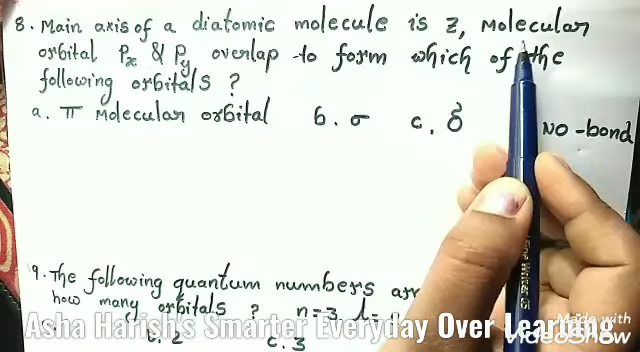 8. Main axis of a diatomic molecule is z, Molecular
orbital Px & Py overlap to form which of the
following orbitals ?
a. π Molecular orbital b. σ c. δ NO-bond
9. The following quantum numbers
how many orbitals ? n=3 l=
b. 2 c. 3
Asha Harish's Smarter Everyday Over Learning
Made with
VideoShow